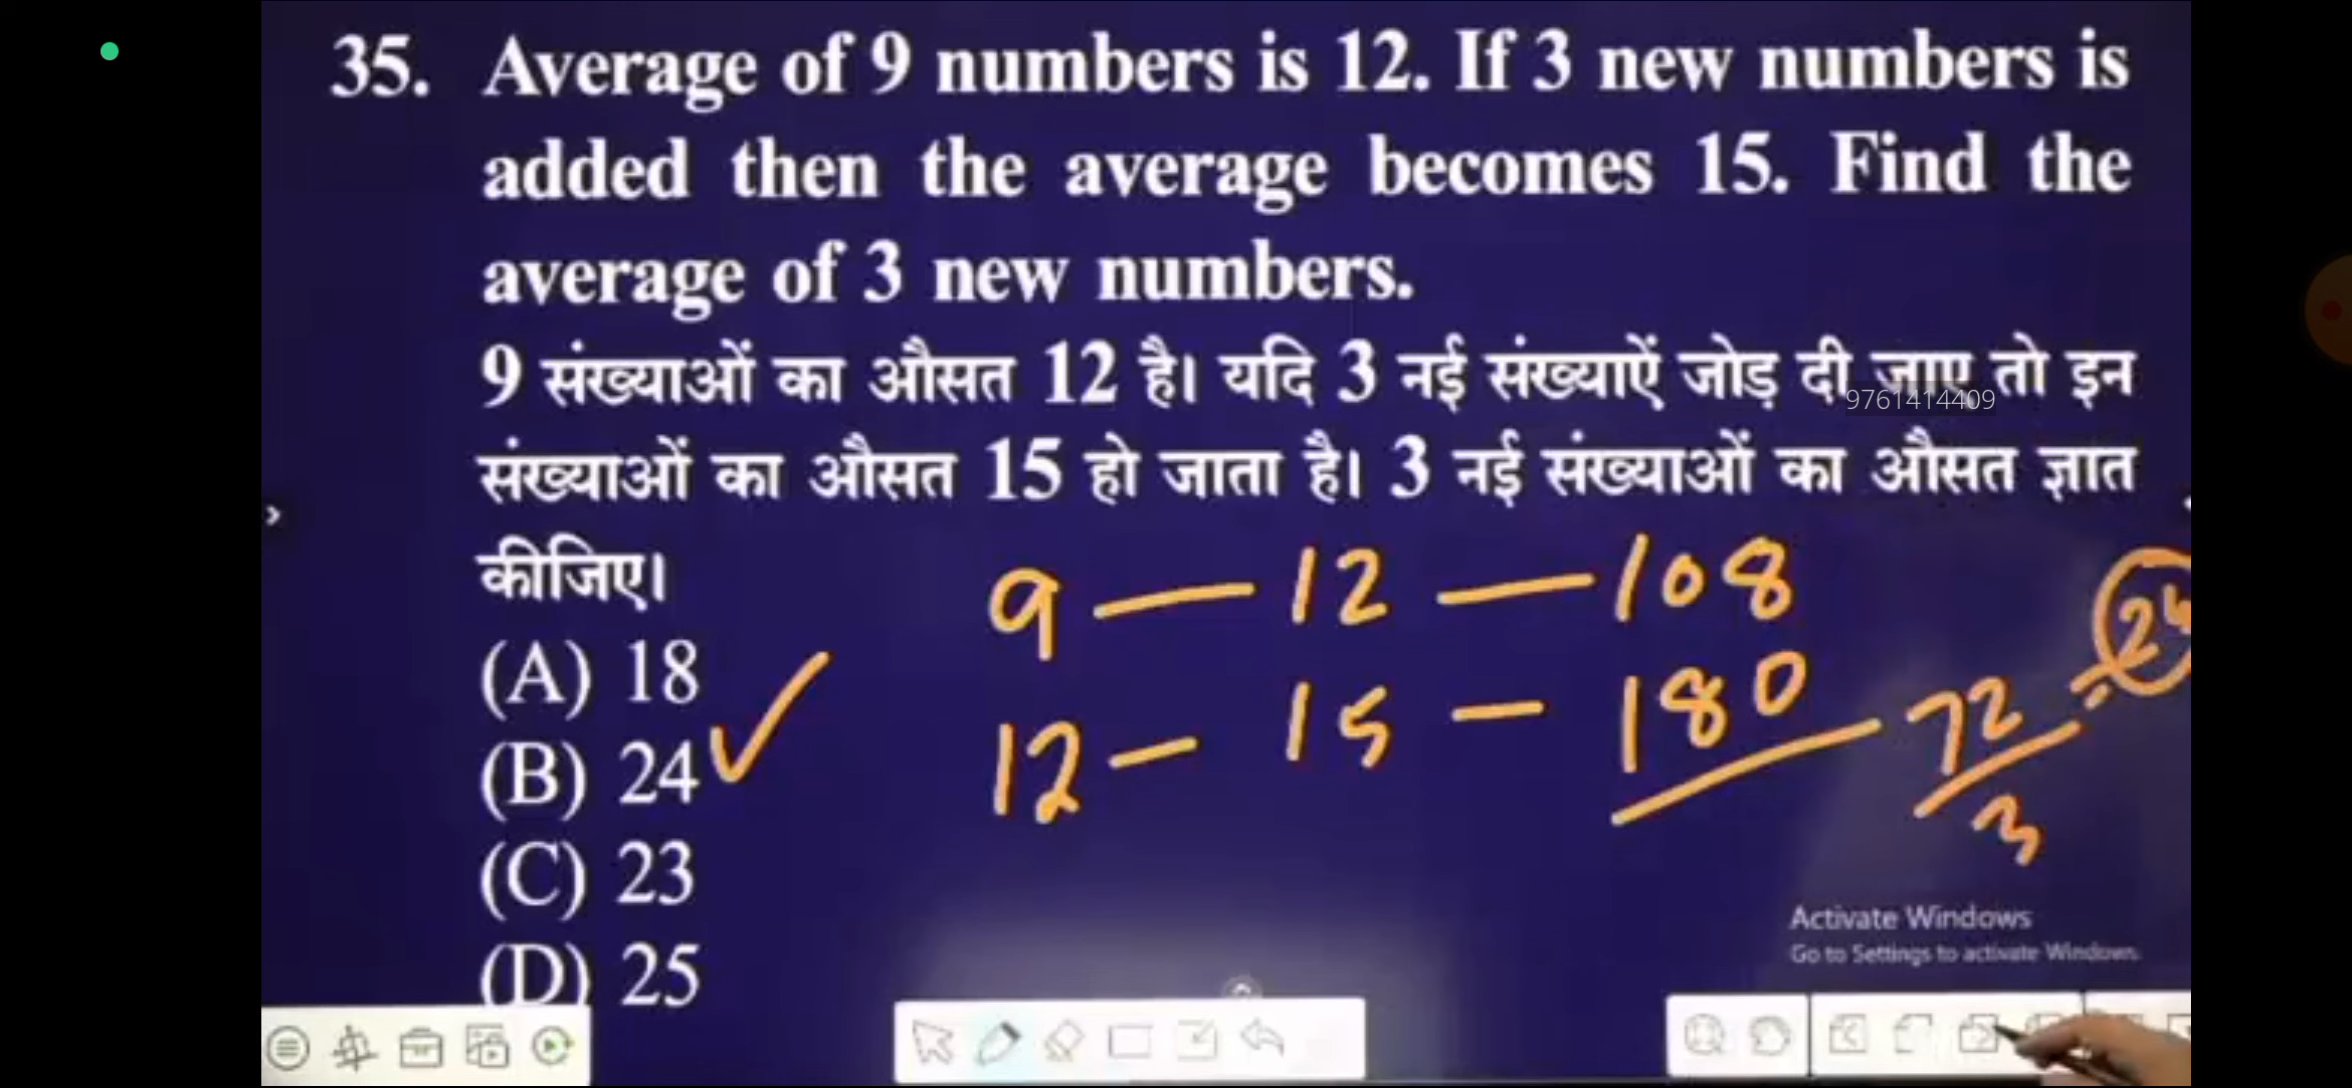 35. Average of 9 numbers is 12. If 3 new numbers is
added then the average becomes 15. Find the
average of 3 new numbers.
9 संख्याओं का औसत 12 है। यदि 3 नई संख्याऐं जोड़ दी जाए तो इन
9761414409
संख्याओं का औसत 15 हो जाता है। 3 नई संख्याओं का औसत ज्ञात
कीजिए।
9 — 12 — 108
12 — 15 — 180
72/3 = 24
(A) 18
(B) 24 ✓
(C) 23
(D) 25
Activate Windows
Go to Settings to activate Windows.